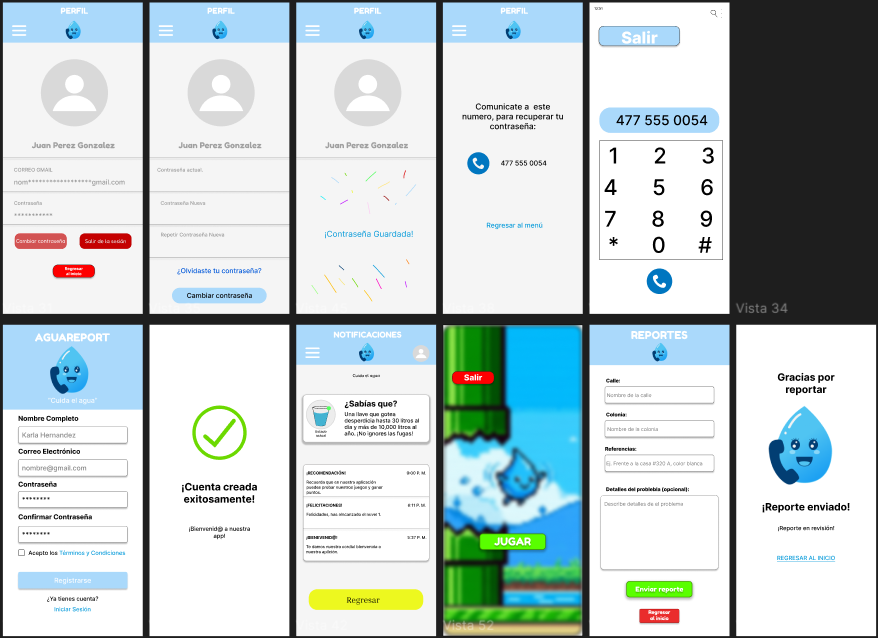 PERFIL
Juan Perez Gonzalez
CORREO GMAIL
nom******************gmail.com
Contraseña
***********
Cambiar contraseña
Salir de la sesión
Regresar
al inicio
PERFIL
Juan Perez Gonzalez
Contraseña actual.
Contraseña Nueva
Repetir Contraseña Nueva
¿Olvidaste tu contraseña?
Cambiar contraseña
PERFIL
Juan Perez Gonzalez
¡Contraseña Guardada!
PERFIL
Comunicate a este
numero, para recuperar tu
contraseña:
477 555 0054
Regresar al menú
Salir
477 555 0054
1 2 3
4 5 6
7 8 9
* 0 #
Vista 34
AGUAREPORT
"Cuida el agua"
Nombre Completo
Karla Hernandez
Correo Electrónico
nombre@gmail.com
Contraseña
********
Confirmar Contraseña
********
Acepto los Términos y Condiciones
Registrarse
¿Ya tienes cuenta?
Iniciar Sesión
¡Cuenta creada
exitosamente!
¡Bienvenid@ a nuestra
app!
NOTIFICACIONES
Cuida el agua
¿Sabías que?
Una llave que gotea
desperdicia hasta 30 litros al
día y más de 10,000 litros al
año. ¡No ignores las fugas!
¡RECOMENDACIÓN!
Recuerda que en nuestra aplicación
puedes probar nuestros juegos y ganar
puntos.
¡FELICITACIONES!
6:11 P. M.
Felicidades, has alcanzado el nivel 1.
¡BIENEVENID@!
5:37 P. M.
Te damos nuestra cordial bienvenida a
nuestra aplición.
Regresar
Salir
JUGAR
Vista 52
REPORTES
Calle:
Nombre de la calle
Colonia:
Nombre de la colonia
Referencias:
Ej. Frente a la casa #320 A, color blanca
Detalles del problebla (opcional):
Describe detalles de el problema
Enviar reporte
Regresar
al inicio
Gracias por
reportar
¡Reporte enviado!
¡Reporte en revisión!
REGRESAR AL INICIO